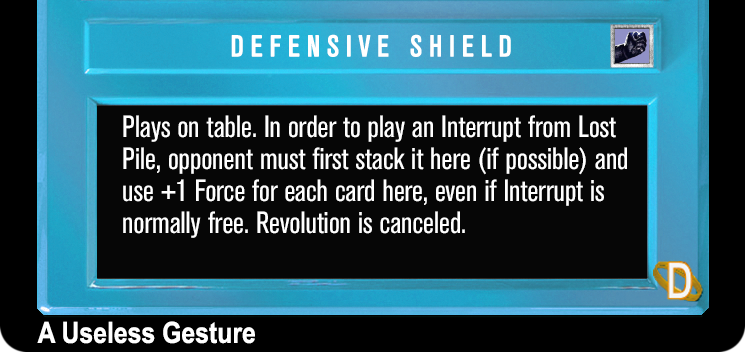 DEFENSIVE SHIELD
Plays on table. In order to play an Interrupt from Lost
Pile, opponent must first stack it here (if possible) and
use +1 Force for each card here, even if Interrupt is
normally free. Revolution is canceled.
D
A Useless Gesture